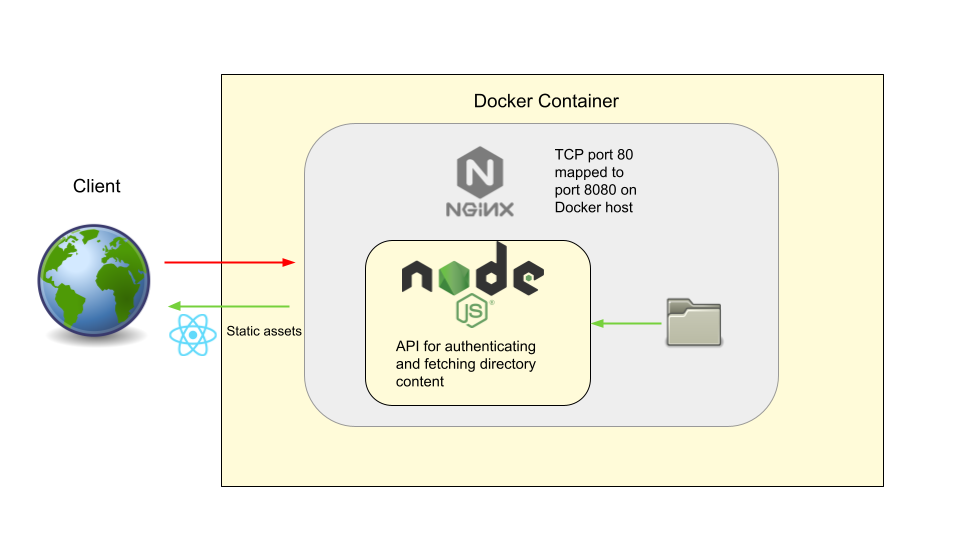 Docker Container
Client
NGINX
TCP port 80
mapped to
port 8080 on
Docker host
node
JS®
API for authenticating
and fetching directory
content
Static assets